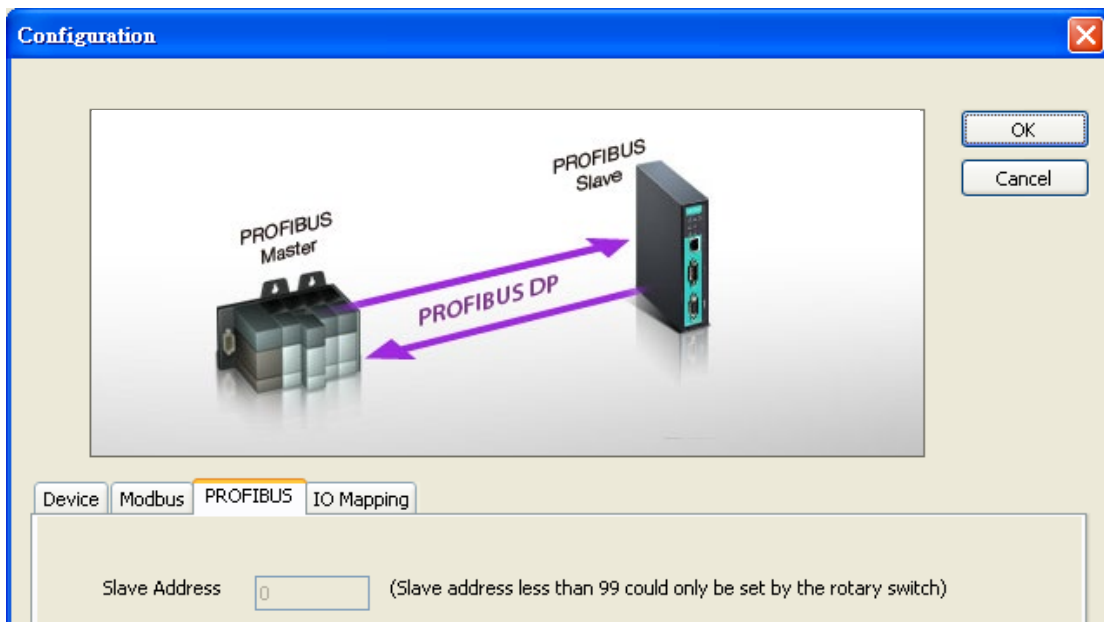 Configuration
OK
Cancel
PROFIBUS
Slave
PROFIBUS
Master
PROFIBUS DP
Device Modbus PROFIBUS IO Mapping
Slave Address 0 (Slave address less than 99 could only be set by the rotary switch)